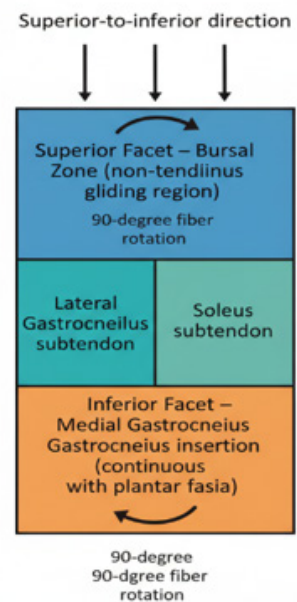 Superior-to-inferior direction
Superior Facet – Bursal
Zone (non-tendiinus
gliding region)
90-degree fiber
rotation
Lateral
Gastrocneilus
subtendon
Soleus
subtendon
Inferior Facet –
Medial Gastrocneius
Gastrocneius insertion
(continuous
with plantar fasia)
90-degree
90-dgree fiber
rotation